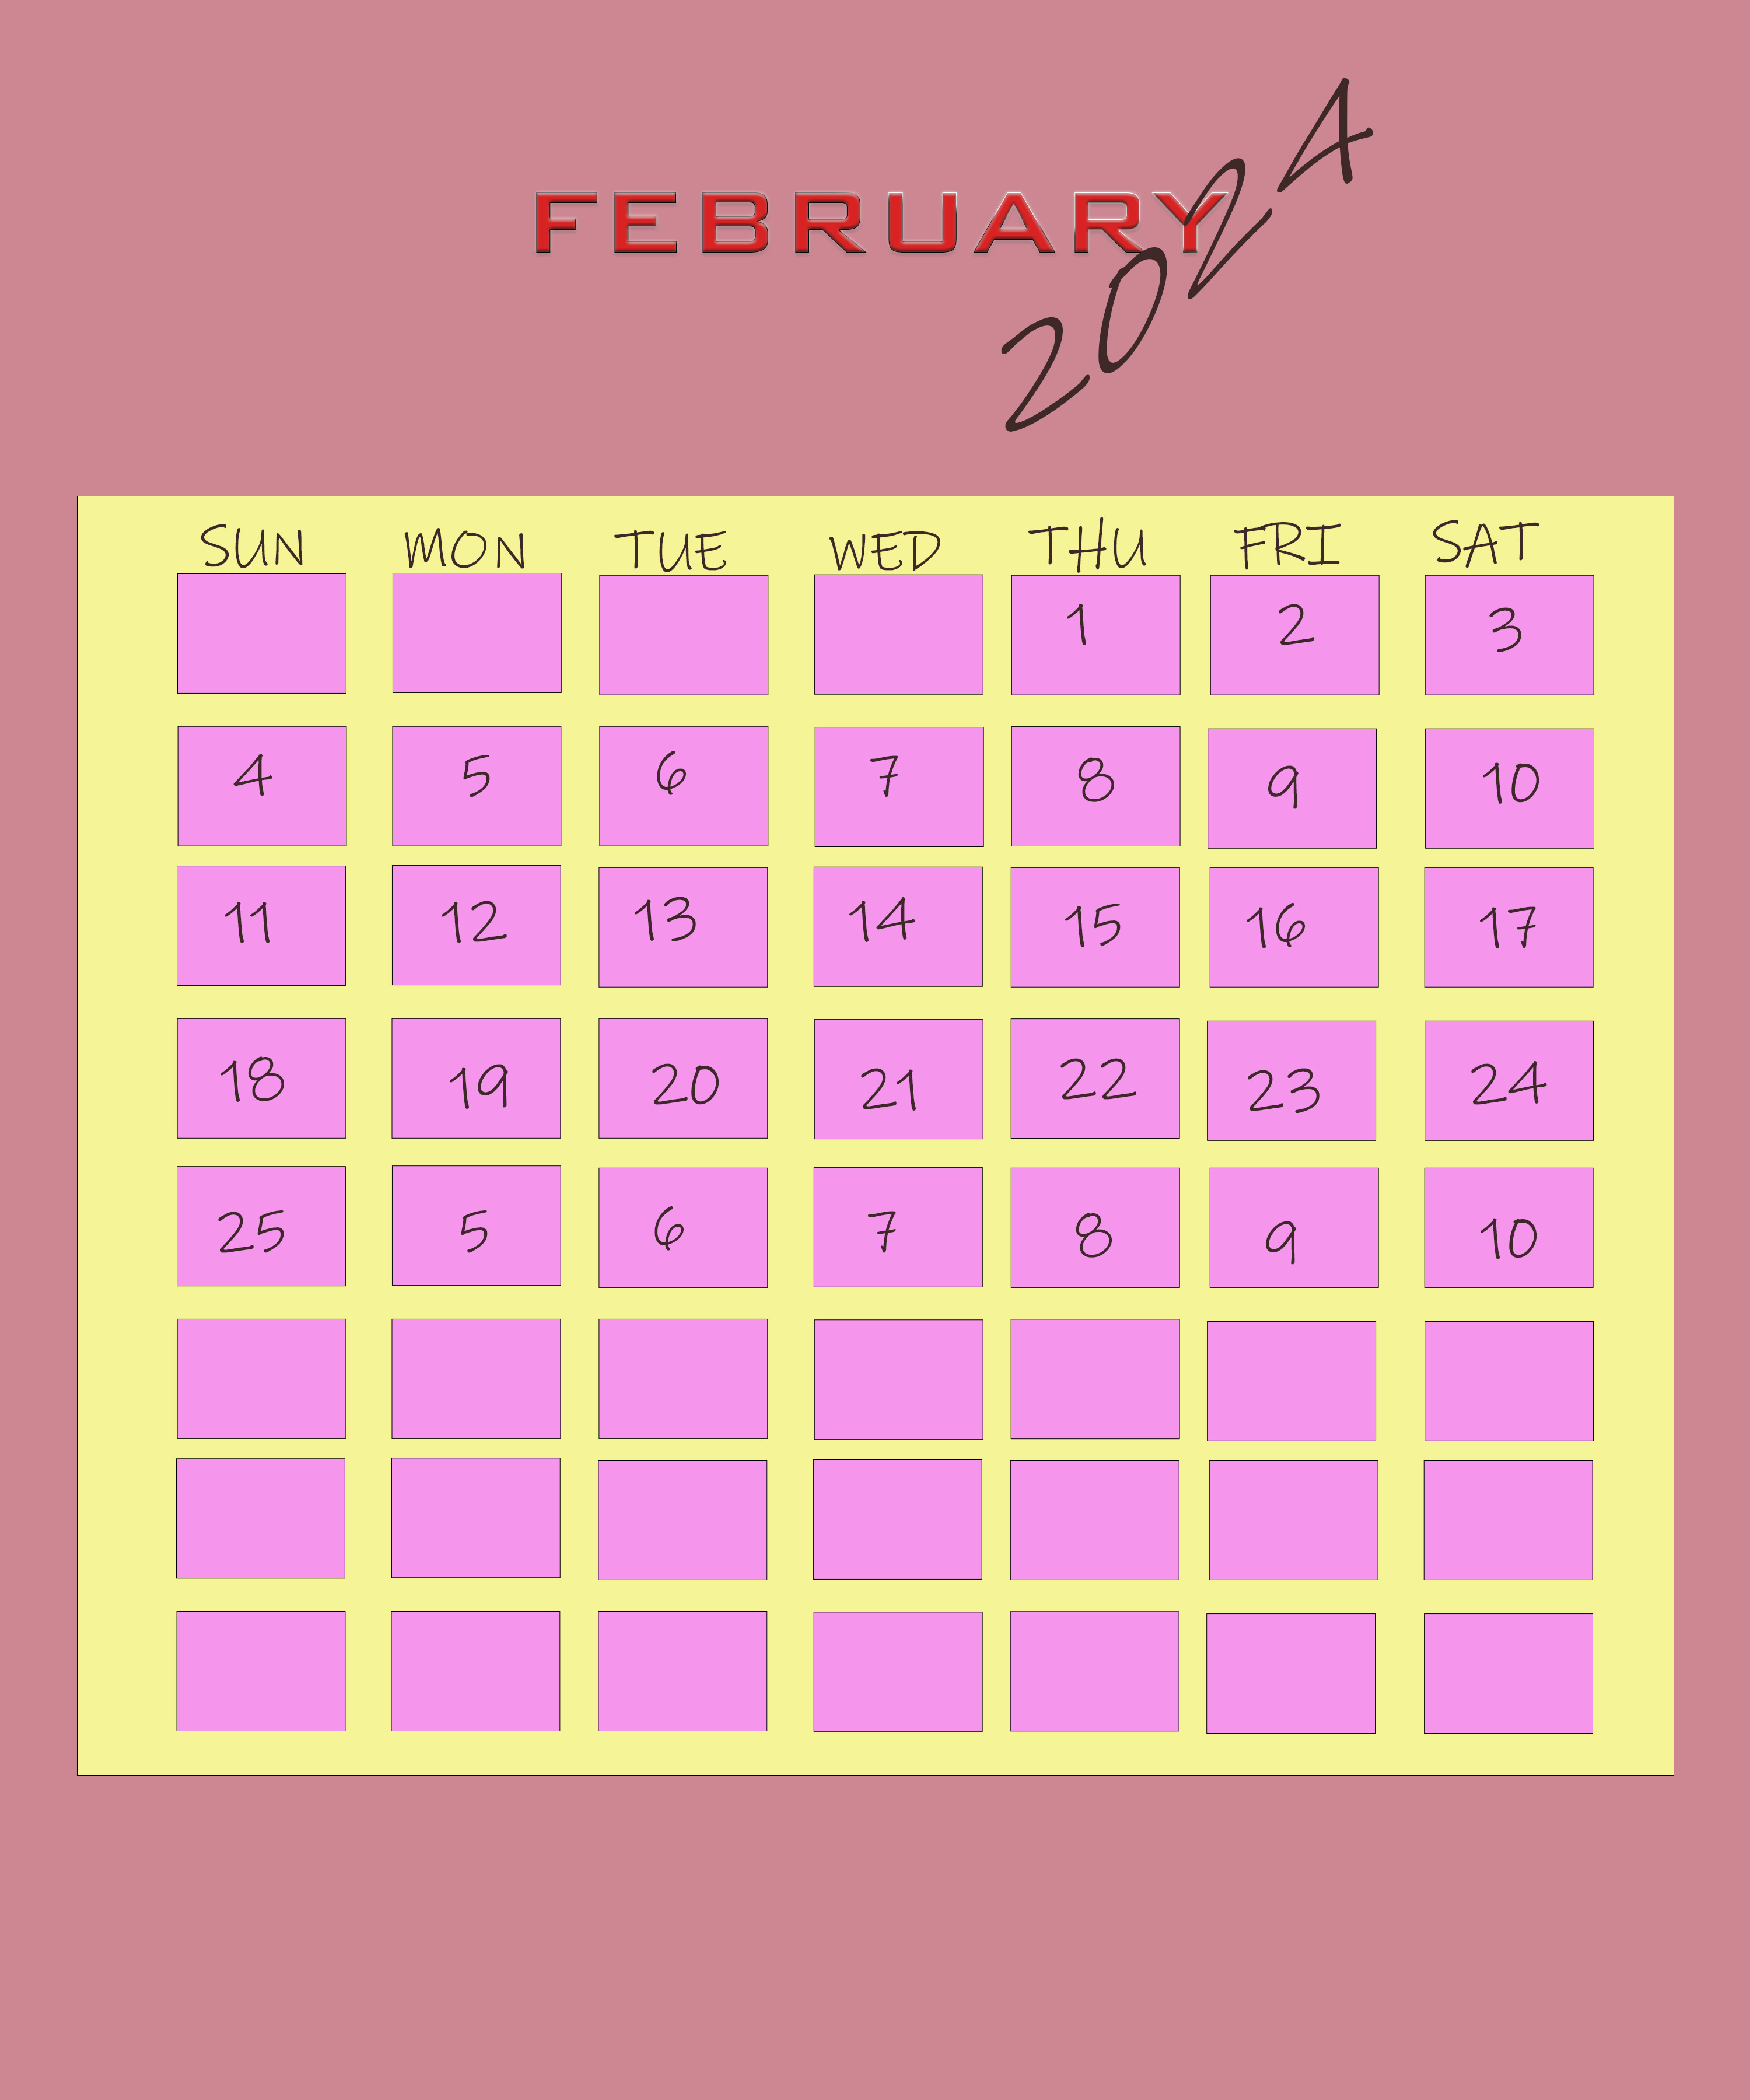 FEBRUARY
2024
SUN MON TUE WED THU FRI SAT
1 2 3
4 5 6 7 8 9 10
11 12 13 14 15 16 17
18 19 20 21 22 23 24
25 5 6 7 8 9 10